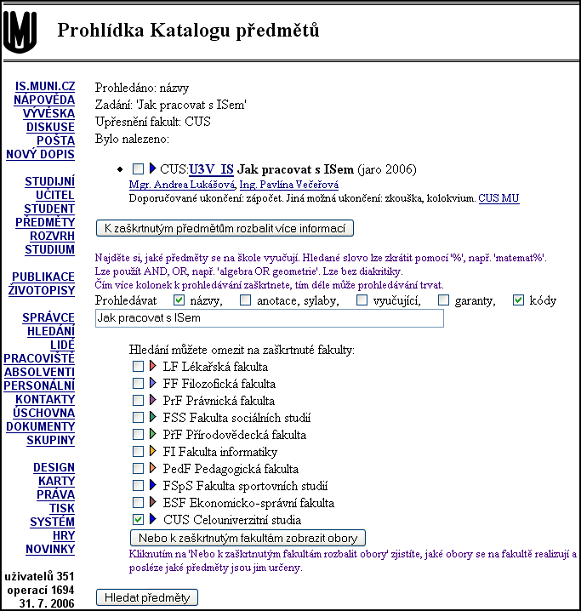 Prohlídka Katalogu předmětů
IS.MUNI.CZ
NÁPOVĚDA
VÝVĚSKA
DISKUSE
POŠTA
NOVÝ DOPIS
STUDIJNÍ
UČITEL
STUDENT
PŘEDMĚTY
ROZVRH
STUDIUM
PUBLIKACE
ŽIVOTOPISY
SPRÁVCE
HLEDÁNÍ
LIDÉ
PRACOVIŠTĚ
ABSOLVENTI
PERSONÁLNÍ
KONTAKTY
ÚSCHOVNA
DOKUMENTY
SKUPINY
DESIGN
KARTY
PRÁVA
TISK
SYSTÉM
HRY
NOVINKY
uživatelů 351
operací 1694
31. 7. 2006
Prohledáno: názvy
Zadání: 'Jak pracovat s ISem'
Upřesnění fakult: CUS
Bylo nalezeno:
CUS:U3V_IS Jak pracovat s ISem (jaro 2006)
Mgr. Andrea Lukášová, Ing. Pavlína Večeřová
Doporučované ukončení: zápočet. Jiná možná ukončení: zkouška, kolokvium. CUS MU
K zaškrtnutým předmětům rozbalit více informací
Najděte si, jaké předměty se na škole vyučují. Hledané slovo lze zkrátit pomocí '%', např. 'matemat%'.
Lze použít AND, OR, např. 'algebra OR geometrie'. Lze bez diakritiky.
Čím více kolonek k prohledávání zaškrtnete, tím déle může prohledávání trvat.
Prohledávat názvy, anotace, sylaby, vyučující, garanty, kódy
Jak pracovat s ISem
Hledání můžete omezit na zaškrtnuté fakulty:
LF Lékařská fakulta
FF Filozofická fakulta
PrF Právnická fakulta
FSS Fakulta sociálních studií
PřF Přírodovědecká fakulta
FI Fakulta informatiky
PedF Pedagogická fakulta
FSpS Fakulta sportovních studií
ESF Ekonomicko-správní fakulta
CUS Celouniverzitní studia
Nebo k zaškrtnutým fakultám zobrazit obory
Kliknutím na 'Nebo k zaškrtnutým fakultám rozbalit obory' zjistíte, jaké obory se na fakultě realizují a
posléze jaké předměty jsou jim určeny.
Hledat předměty